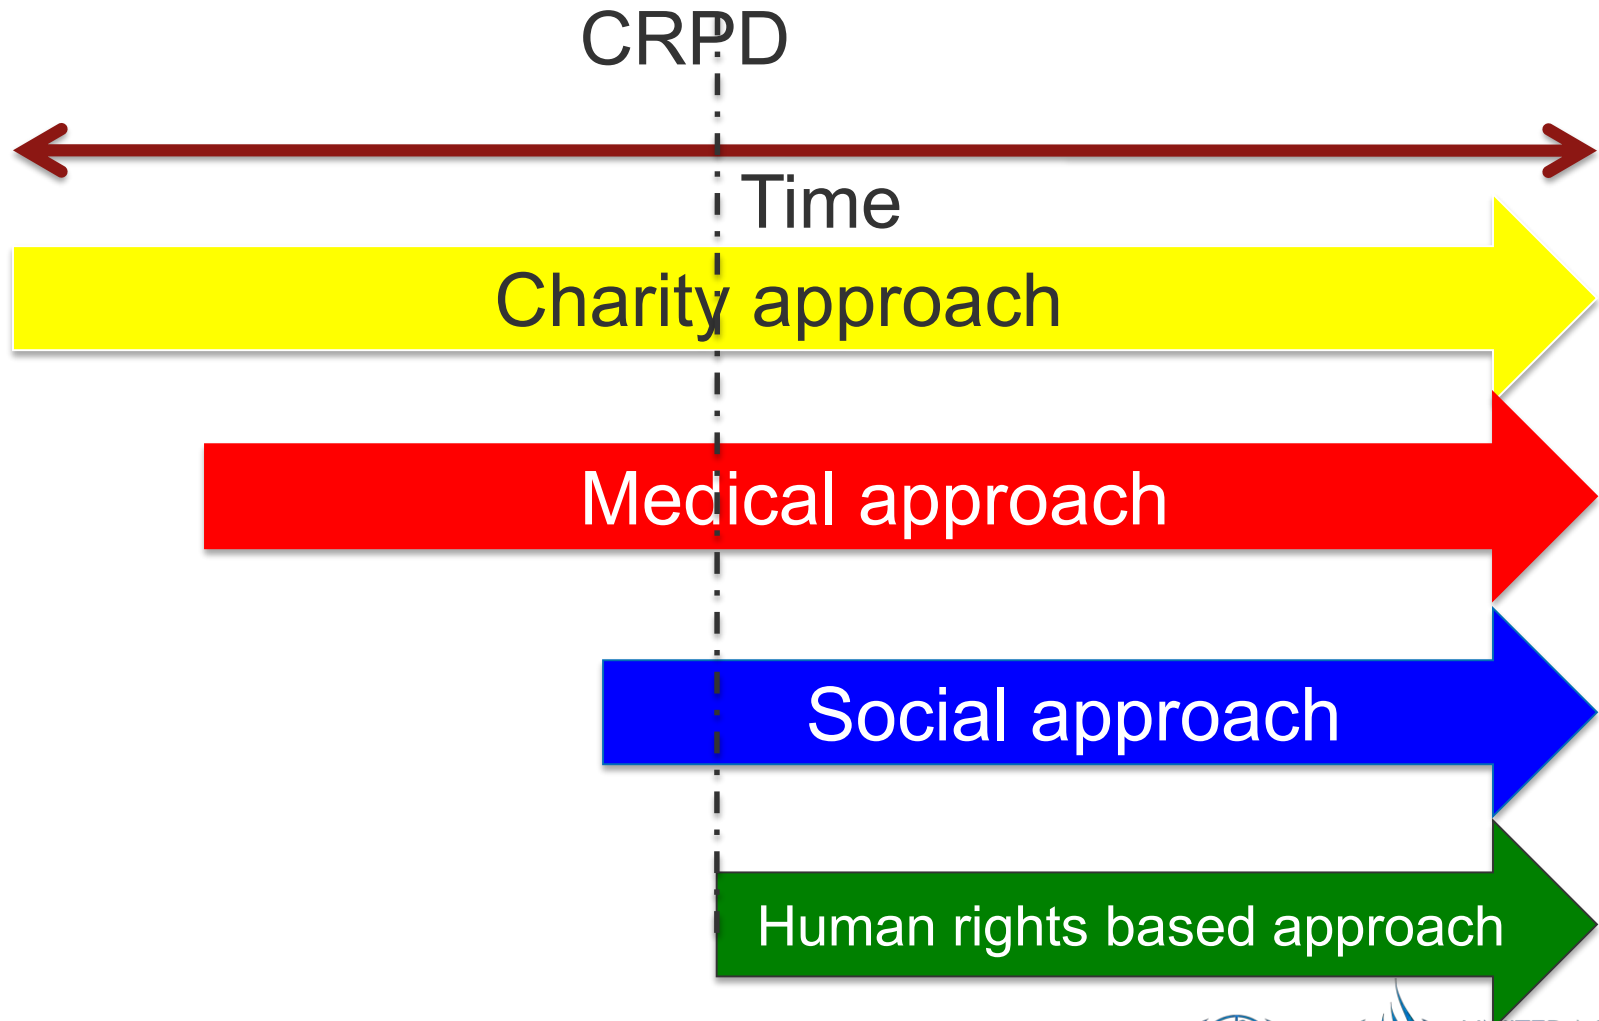 CRPD
Time
Charity approach
Medical approach
Social approach
Human rights based approach